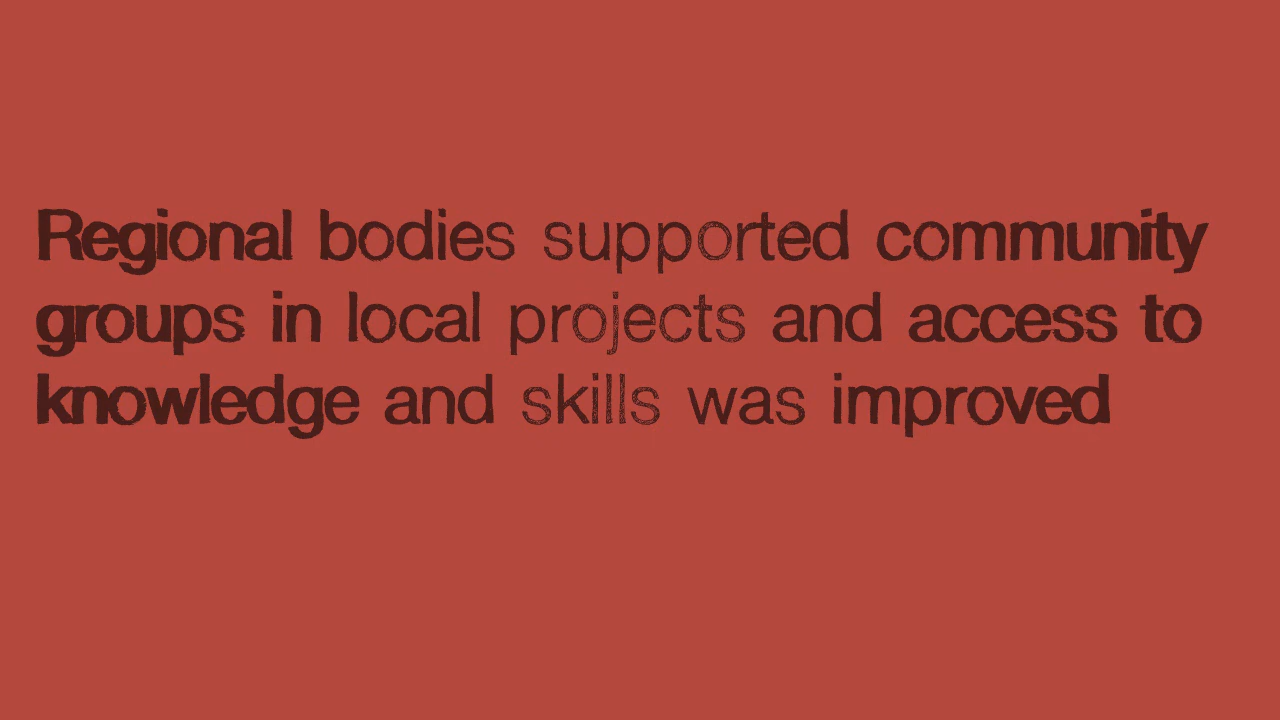 Regional bodies supported community
groups in local projects and access to
knowledge and skills was improved